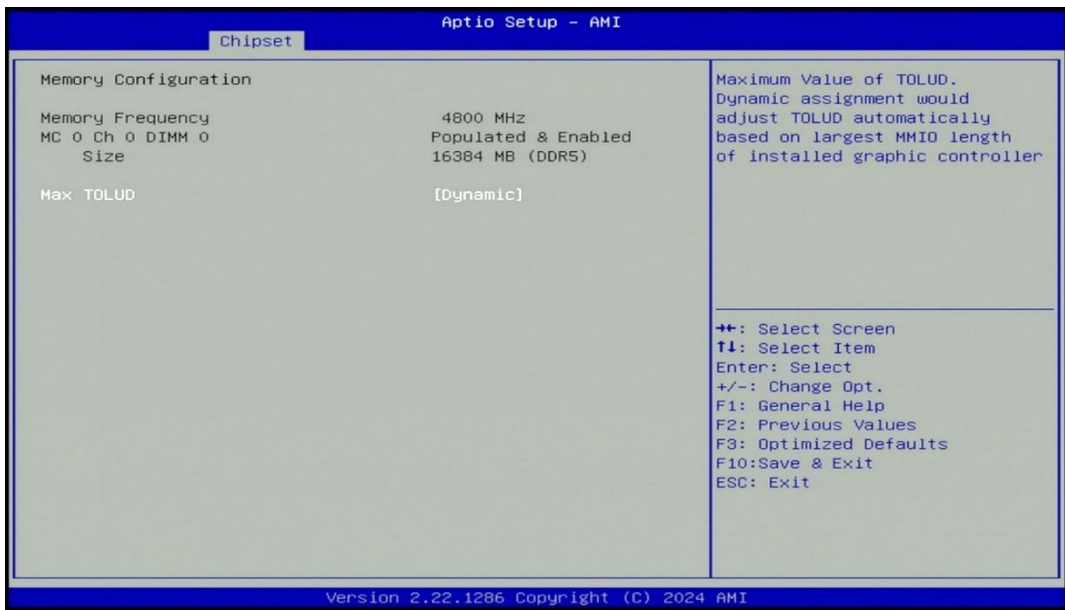 Aptio Setup - AMI
Chipset
Memory Configuration
Memory Frequency 4800 MHz
MC 0 Ch 0 DIMM 0 Populated & Enabled
Size 16384 MB (DDR5)
Max TOLUD [Dynamic]
Maximum Value of TOLUD.
Dynamic assignment would
adjust TOLUD automatically
based on largest MMIO length
of installed graphic controller
→←: Select Screen
↑↓: Select Item
Enter: Select
+/-: Change Opt.
F1: General Help
F2: Previous Values
F3: Optimized Defaults
F10:Save & Exit
ESC: Exit
Version 2.22.1286 Copyright (C) 2024 AMI